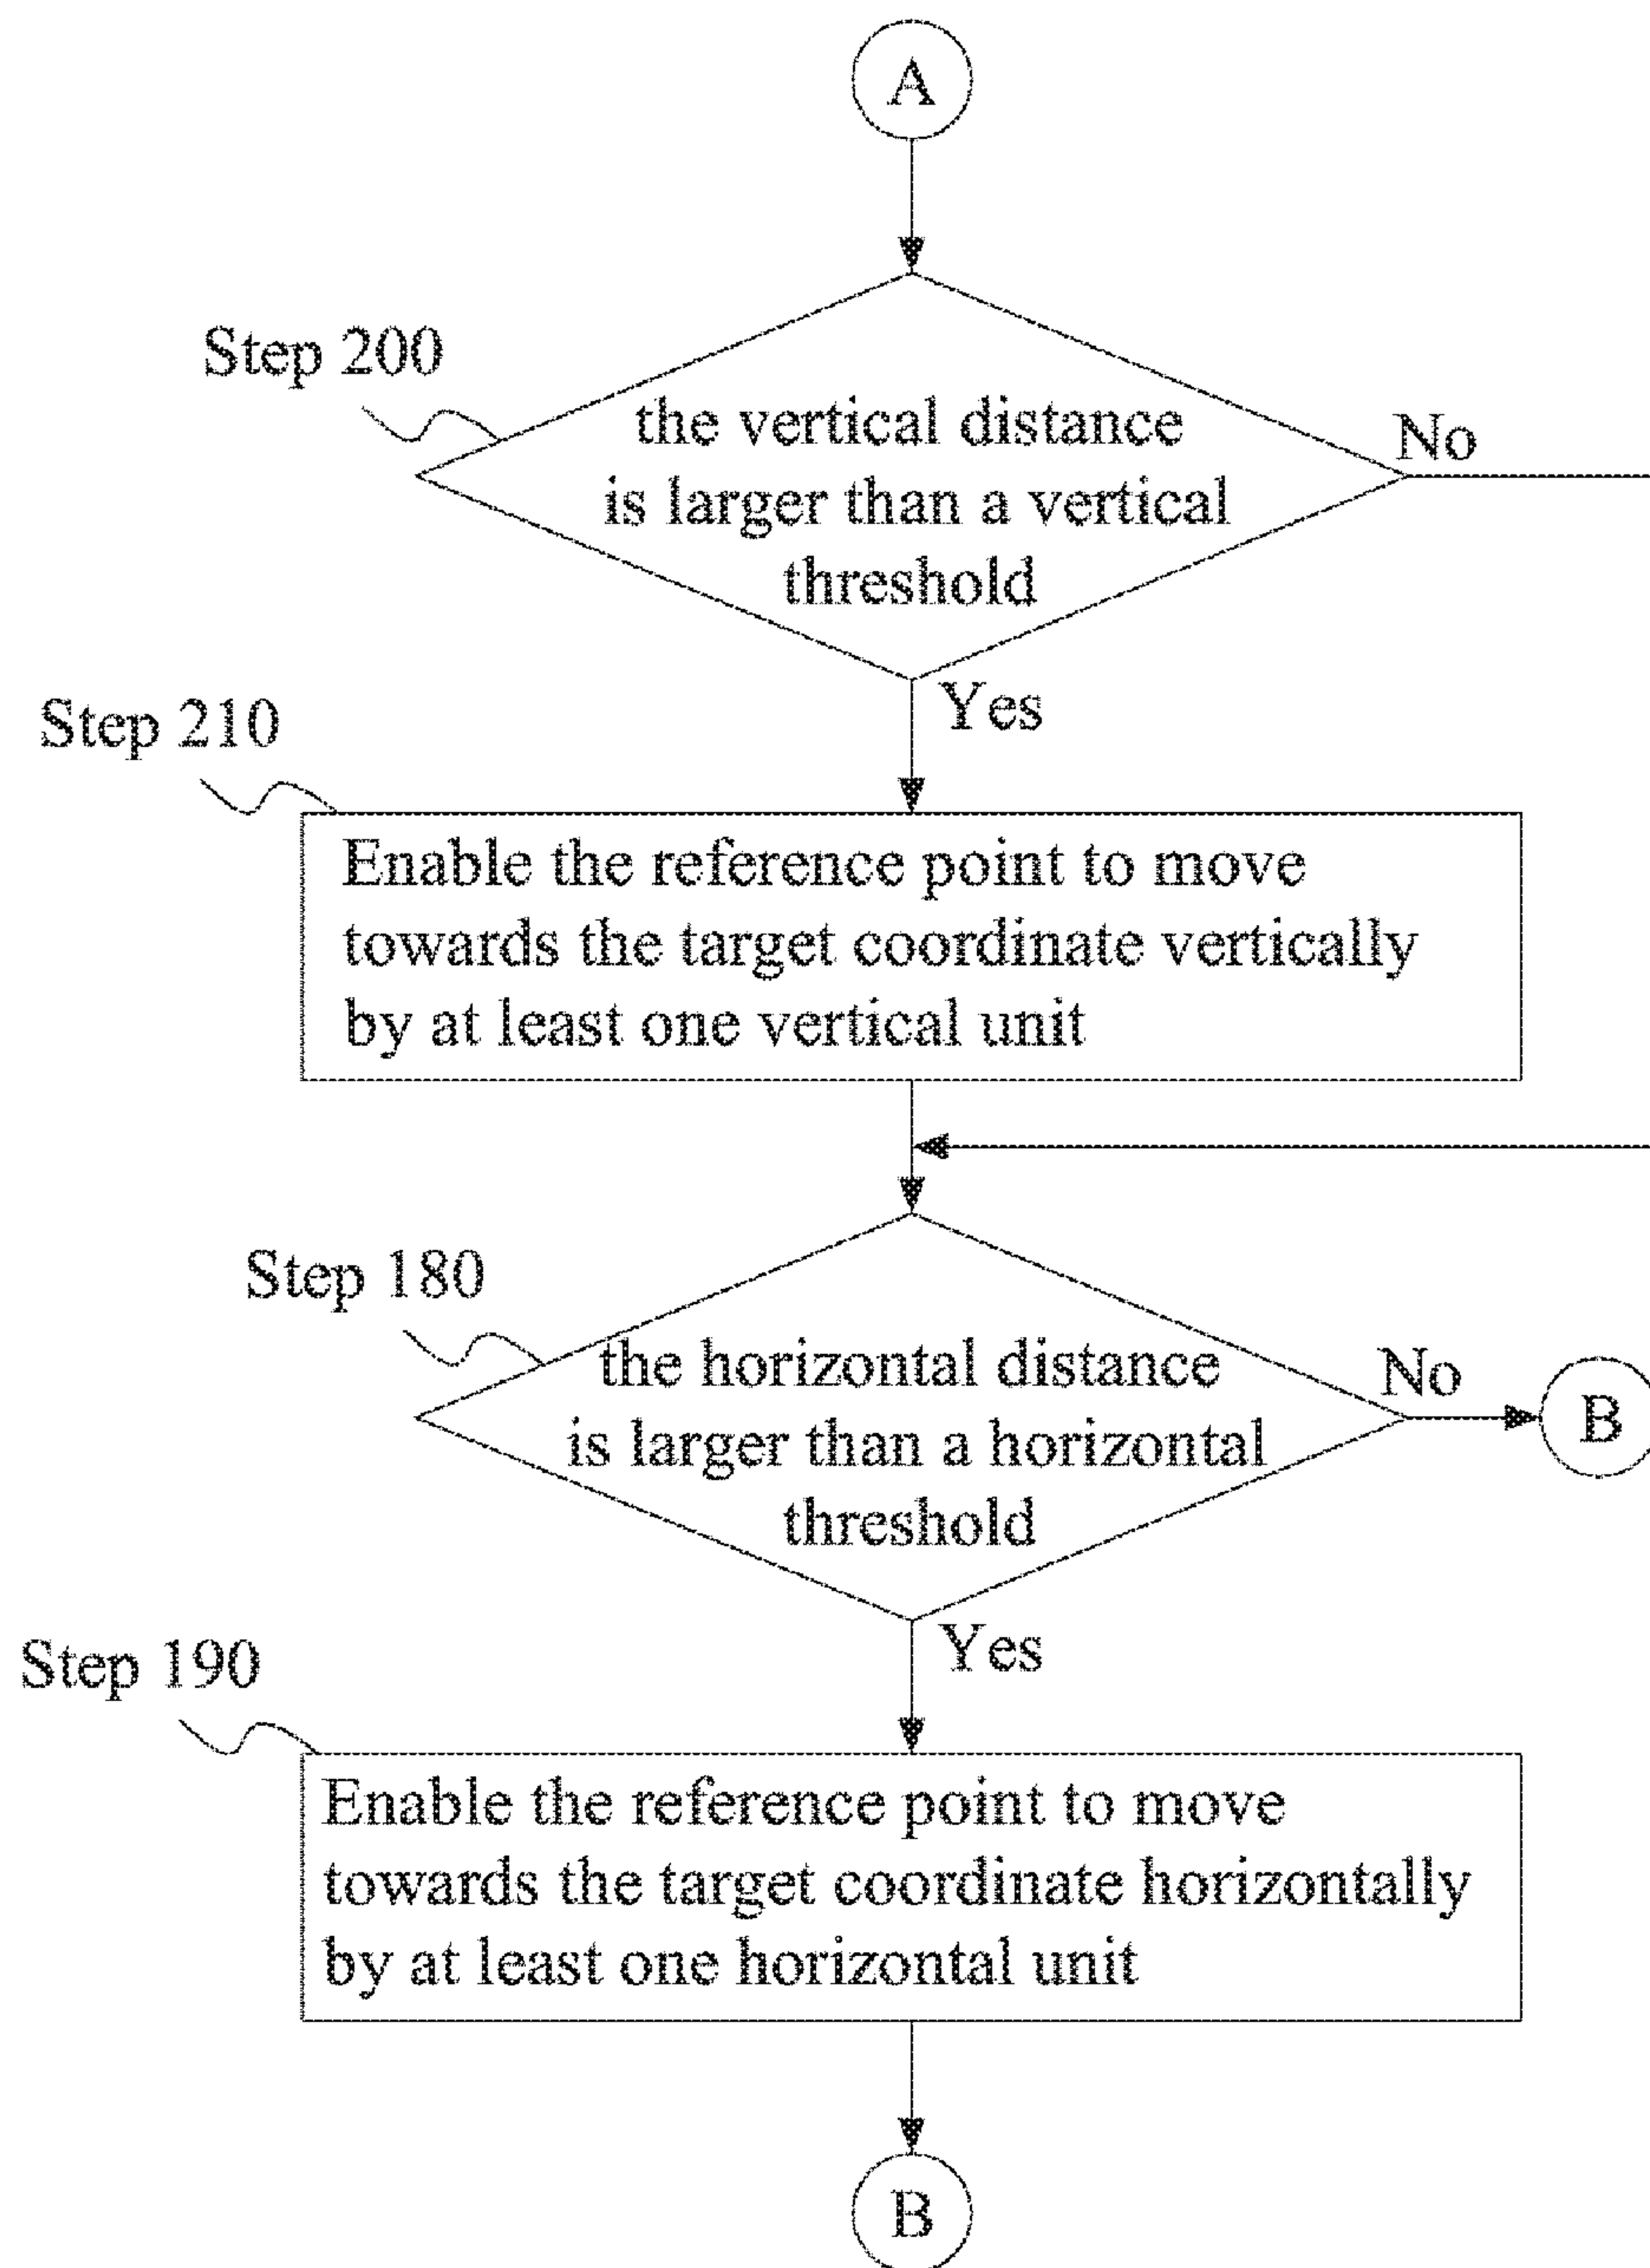 A
Step 200
the vertical distance
is larger than a vertical
threshold
No
Yes
Step 210
Enable the reference point to move
towards the target coordinate vertically
by at least one vertical unit
Step 180
the horizontal distance
is larger than a horizontal
threshold
No
B
Yes
Step 190
Enable the reference point to move
towards the target coordinate horizontally
by at least one horizontal unit
B